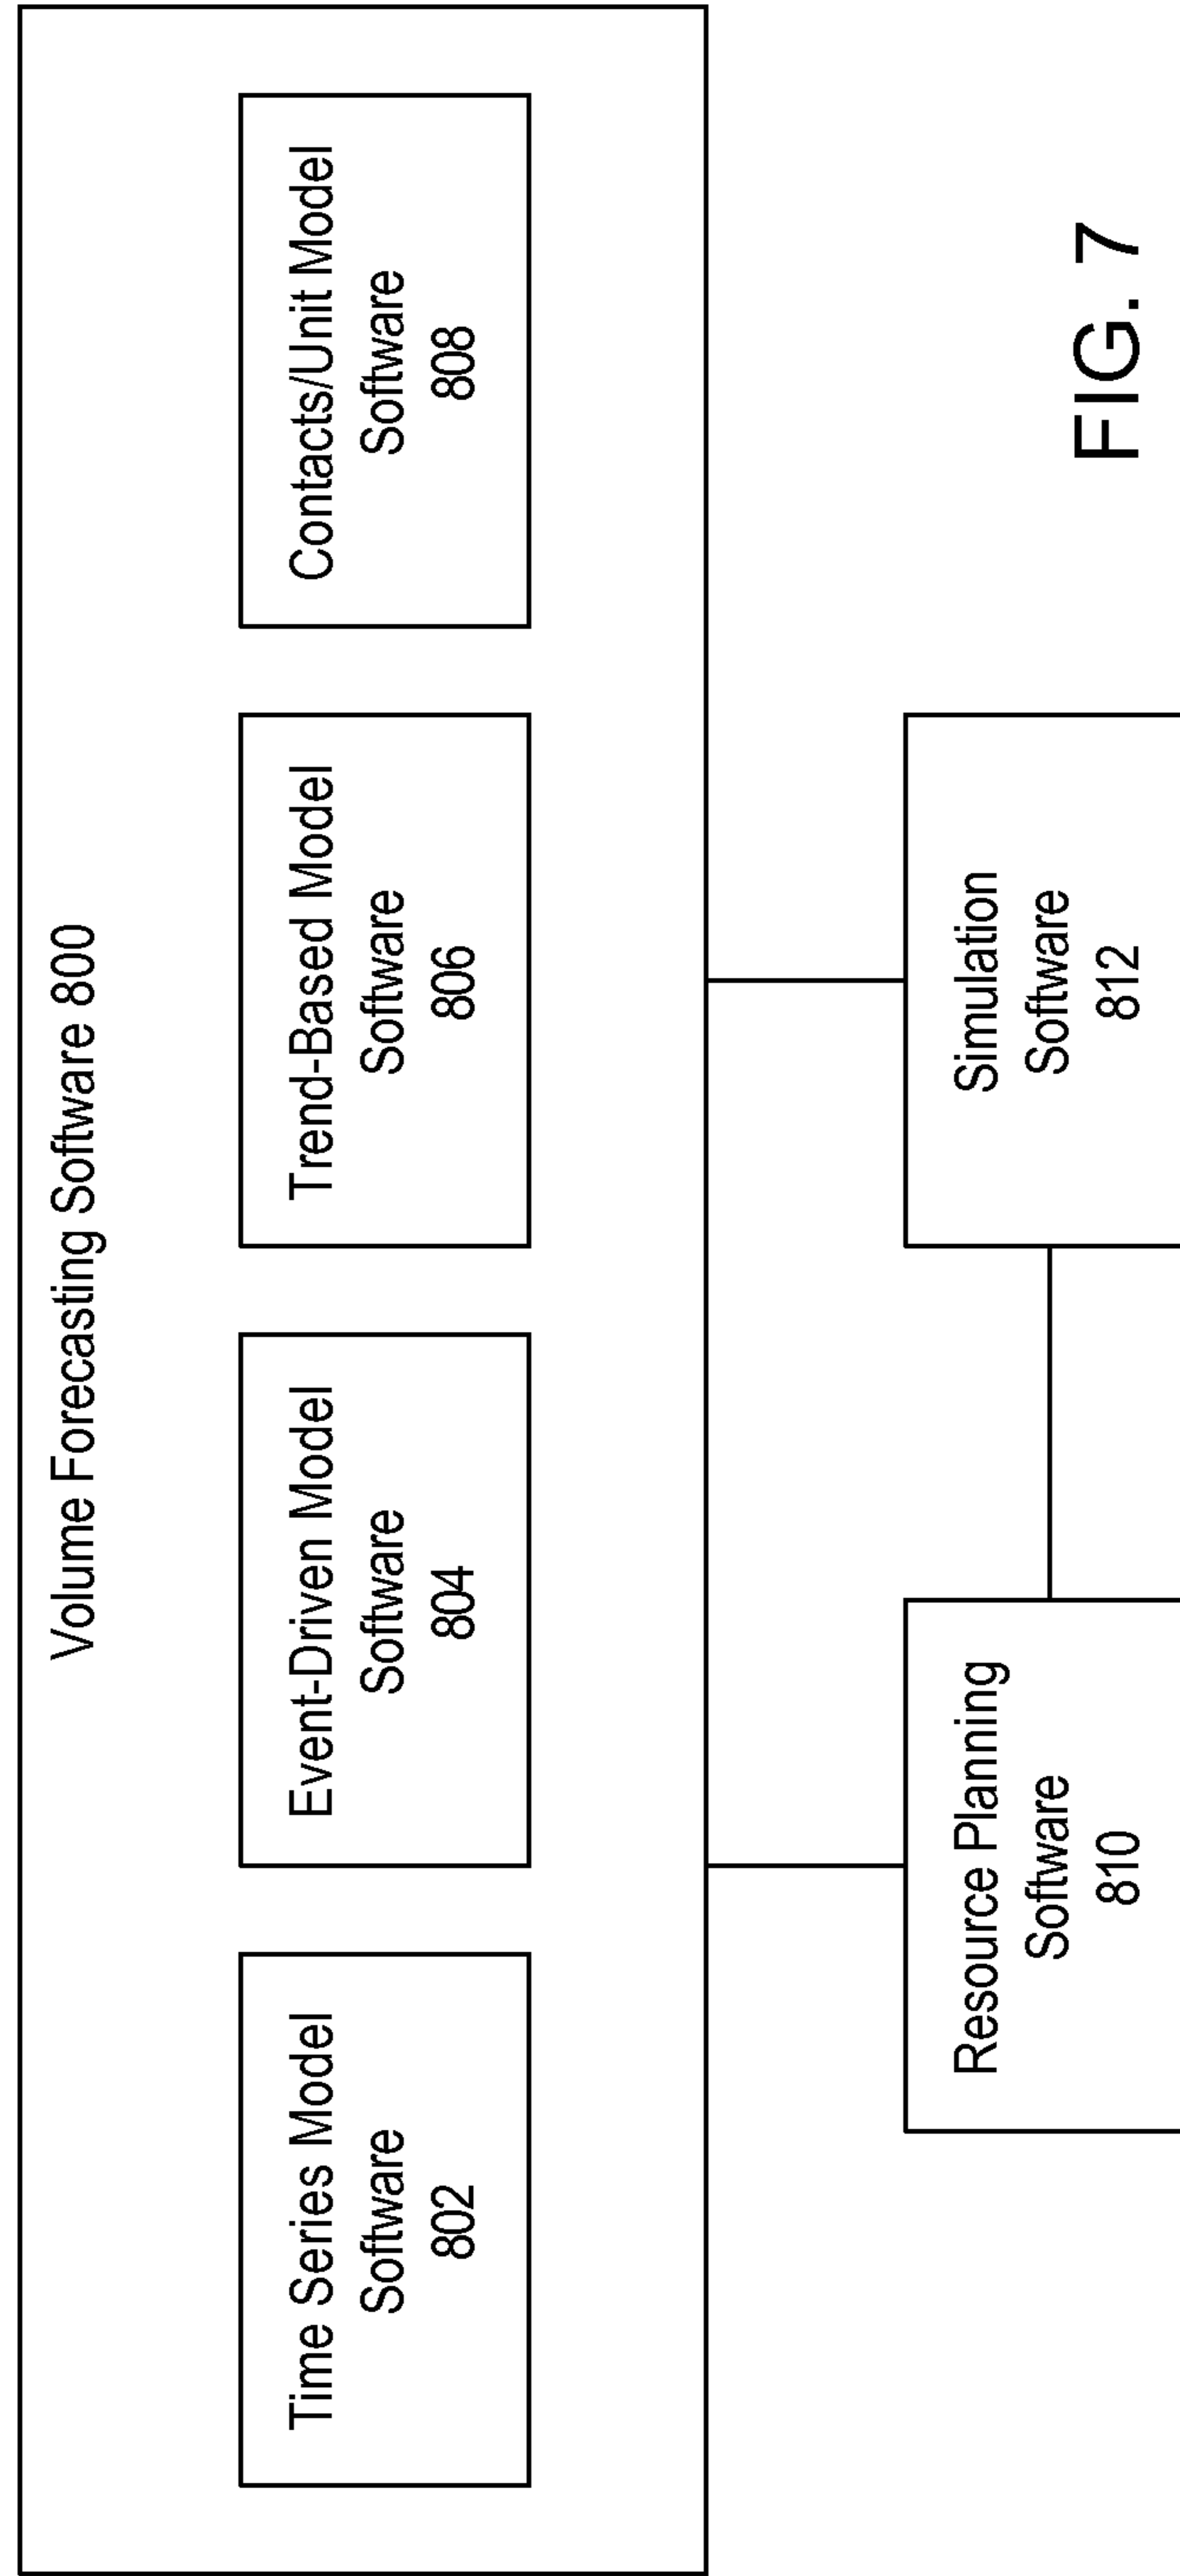 Volume Forecasting Software 800
Time Series Model
Software
802
Event-Driven Model
Software
804
Trend-Based Model
Software
806
Contacts/Unit Model
Software
808
Resource Planning
Software
810
Simulation
Software
812
FIG. 7